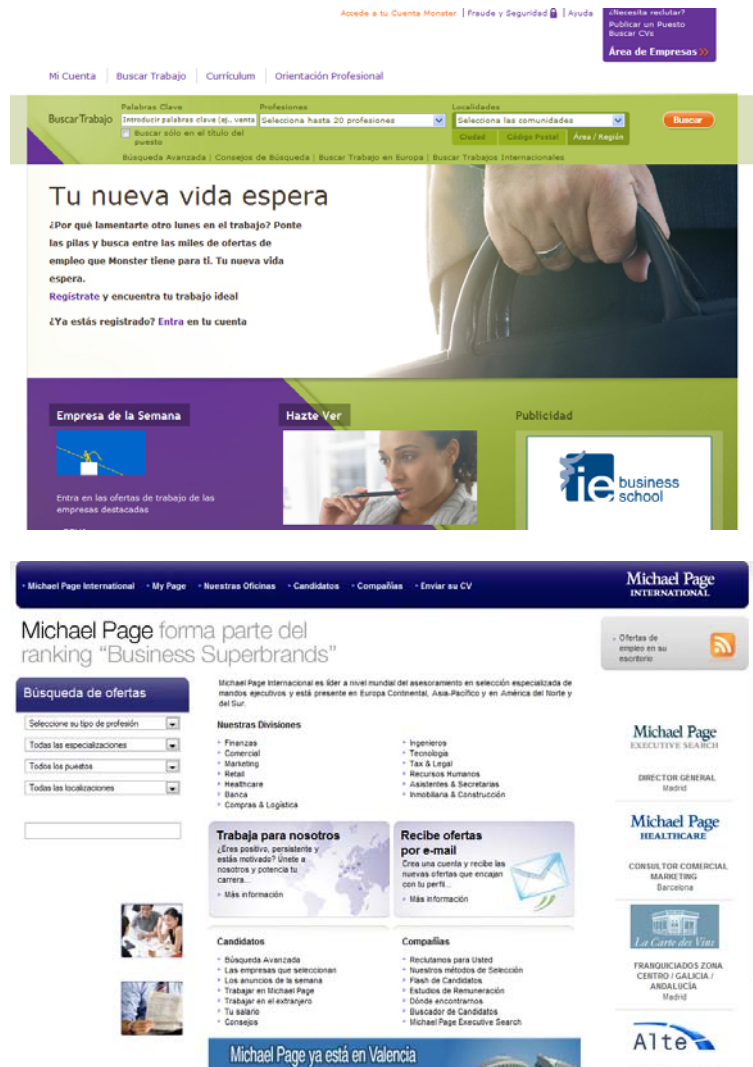 Accede a tu Cuenta Monster | Fraude y Seguridad | Ayuda
¿Necesita reclutar?
Publicar un Puesto
Buscar CVs
Área de Empresas
Mi Cuenta | Buscar Trabajo | Currículum | Orientación Profesional
Buscar Trabajo
Palabras Clave
Introducir palabras clave (ej., venta
Buscar sólo en el título del
puesto
Profesiones
Selecciona hasta 20 profesiones
Localidades
Selecciona las comunidades
Ciudad Código Postal Área / Región
Buscar
Búsqueda Avanzada | Consejos de Búsqueda | Buscar Trabajo en Europa | Buscar Trabajos Internacionales
Tu nueva vida espera
¿Por qué lamentarte otro lunes en el trabajo? Ponte
las pilas y busca entre las miles de ofertas de
empleo que Monster tiene para ti. Tu nueva vida
espera.
Regístrate y encuentra tu trabajo ideal
¿Ya estás registrado? Entra en tu cuenta
Empresa de la Semana
Entra en las ofertas de trabajo de las
empresas destacadas
Hazte Ver
Publicidad
ie business
school
Michael Page International
My Page
Nuestras Oficinas
Candidatos
Compañías
Enviar su CV
Michael Page
INTERNATIONAL
Michael Page forma parte del
ranking “Business Superbrands”
Ofertas de
empleo en su
escritorio
Búsqueda de ofertas
Seleccione su tipo de profesión
Todas las especializaciones
Todos los puestos
Todas las localizaciones
Michael Page Internacional es líder a nivel mundial del asesoramiento en selección especializada de
mandos ejecutivos y está presente en Europa Continental, Asia-Pacífico y en América del Norte y
del Sur.
Nuestras Divisiones
Finanzas
Comercial
Marketing
Retail
Healthcare
Banca
Compras & Logística
Ingenieros
Tecnología
Tax & Legal
Recursos Humanos
Asistentes & Secretarias
Inmobiliaria & Construcción
Trabaja para nosotros
¿Eres positivo, persistente y
estás motivado? Únete a
nosotros y potencia tu
carrera...
Más información
Recibe ofertas
por e-mail
Crea una cuenta y recibe las
nuevas ofertas que encajan
con tu perfil...
Más información
Candidatos
Búsqueda Avanzada
Las empresas que seleccionan
Los anuncios de la semana
Trabajar en Michael Page
Trabajar en el extranjero
Tu salario
Consejos
Compañías
Reclutamos para Usted
Nuestros métodos de Selección
Flash de Candidatos
Estudios de Remuneración
Dónde encontrarnos
Buscador de Candidatos
Michael Page Executive Search
Michael Page ya está en Valencia
Michael Page
EXECUTIVE SEARCH
DIRECTOR GENERAL
Madrid
Michael Page
HEALTHCARE
CONSULTOR COMERCIAL
MARKETING
Barcelona
La Carte des Vins
FRANQUICIADOS ZONA
CENTRO / GALICIA /
ANDALUCÍA
Madrid
Alte